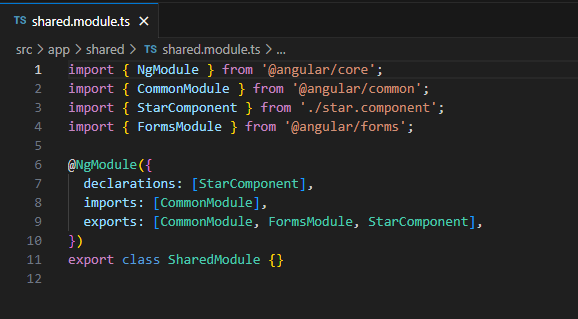 TS shared.module.ts ×
src > app > shared > TS shared.module.ts > ...
1 import { NgModule } from '@angular/core';
2 import { CommonModule } from '@angular/common';
3 import { StarComponent } from './star.component';
4 import { FormsModule } from '@angular/forms';
5
6 @NgModule({
7   declarations: [StarComponent],
8   imports: [CommonModule],
9   exports: [CommonModule, FormsModule, StarComponent],
10 })
11 export class SharedModule {}
12